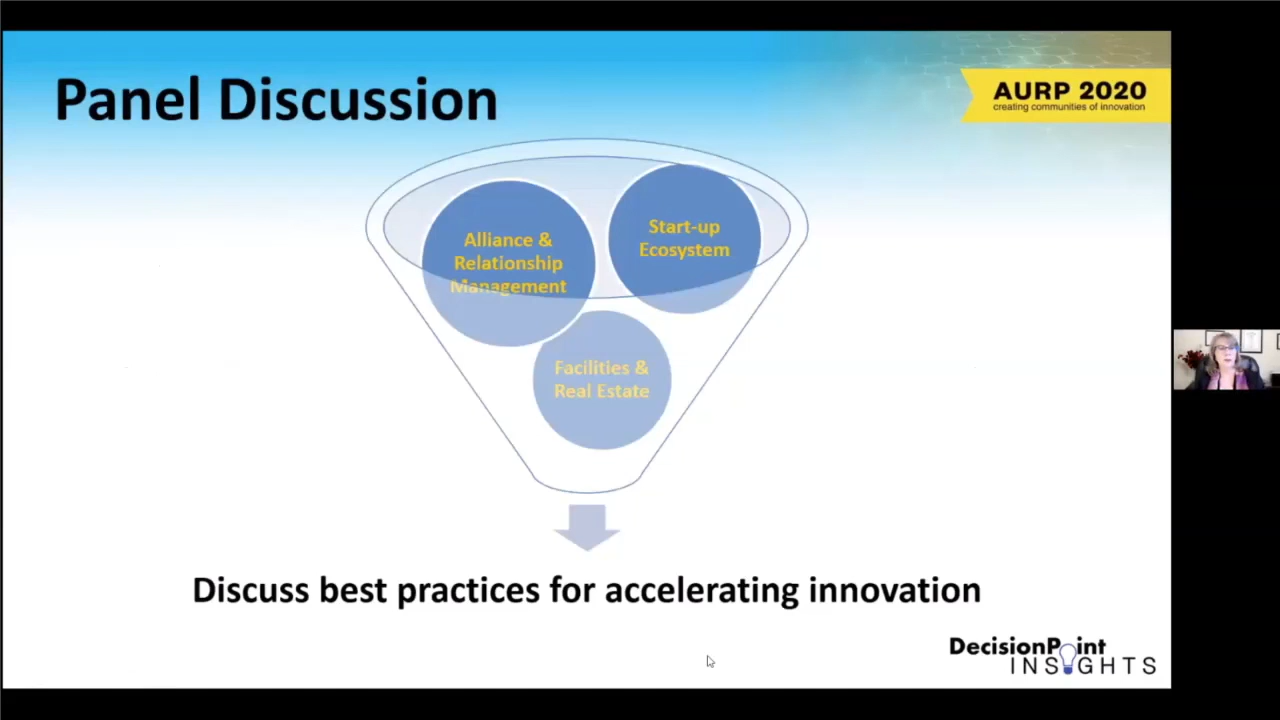 Panel Discussion
AURP 2020
creating communities of innovation
Alliance &
Relationship
Management
Start-up
Ecosystem
Facilities &
Real Estate
Discuss best practices for accelerating innovation
DecisionPoint
INSIGHTS